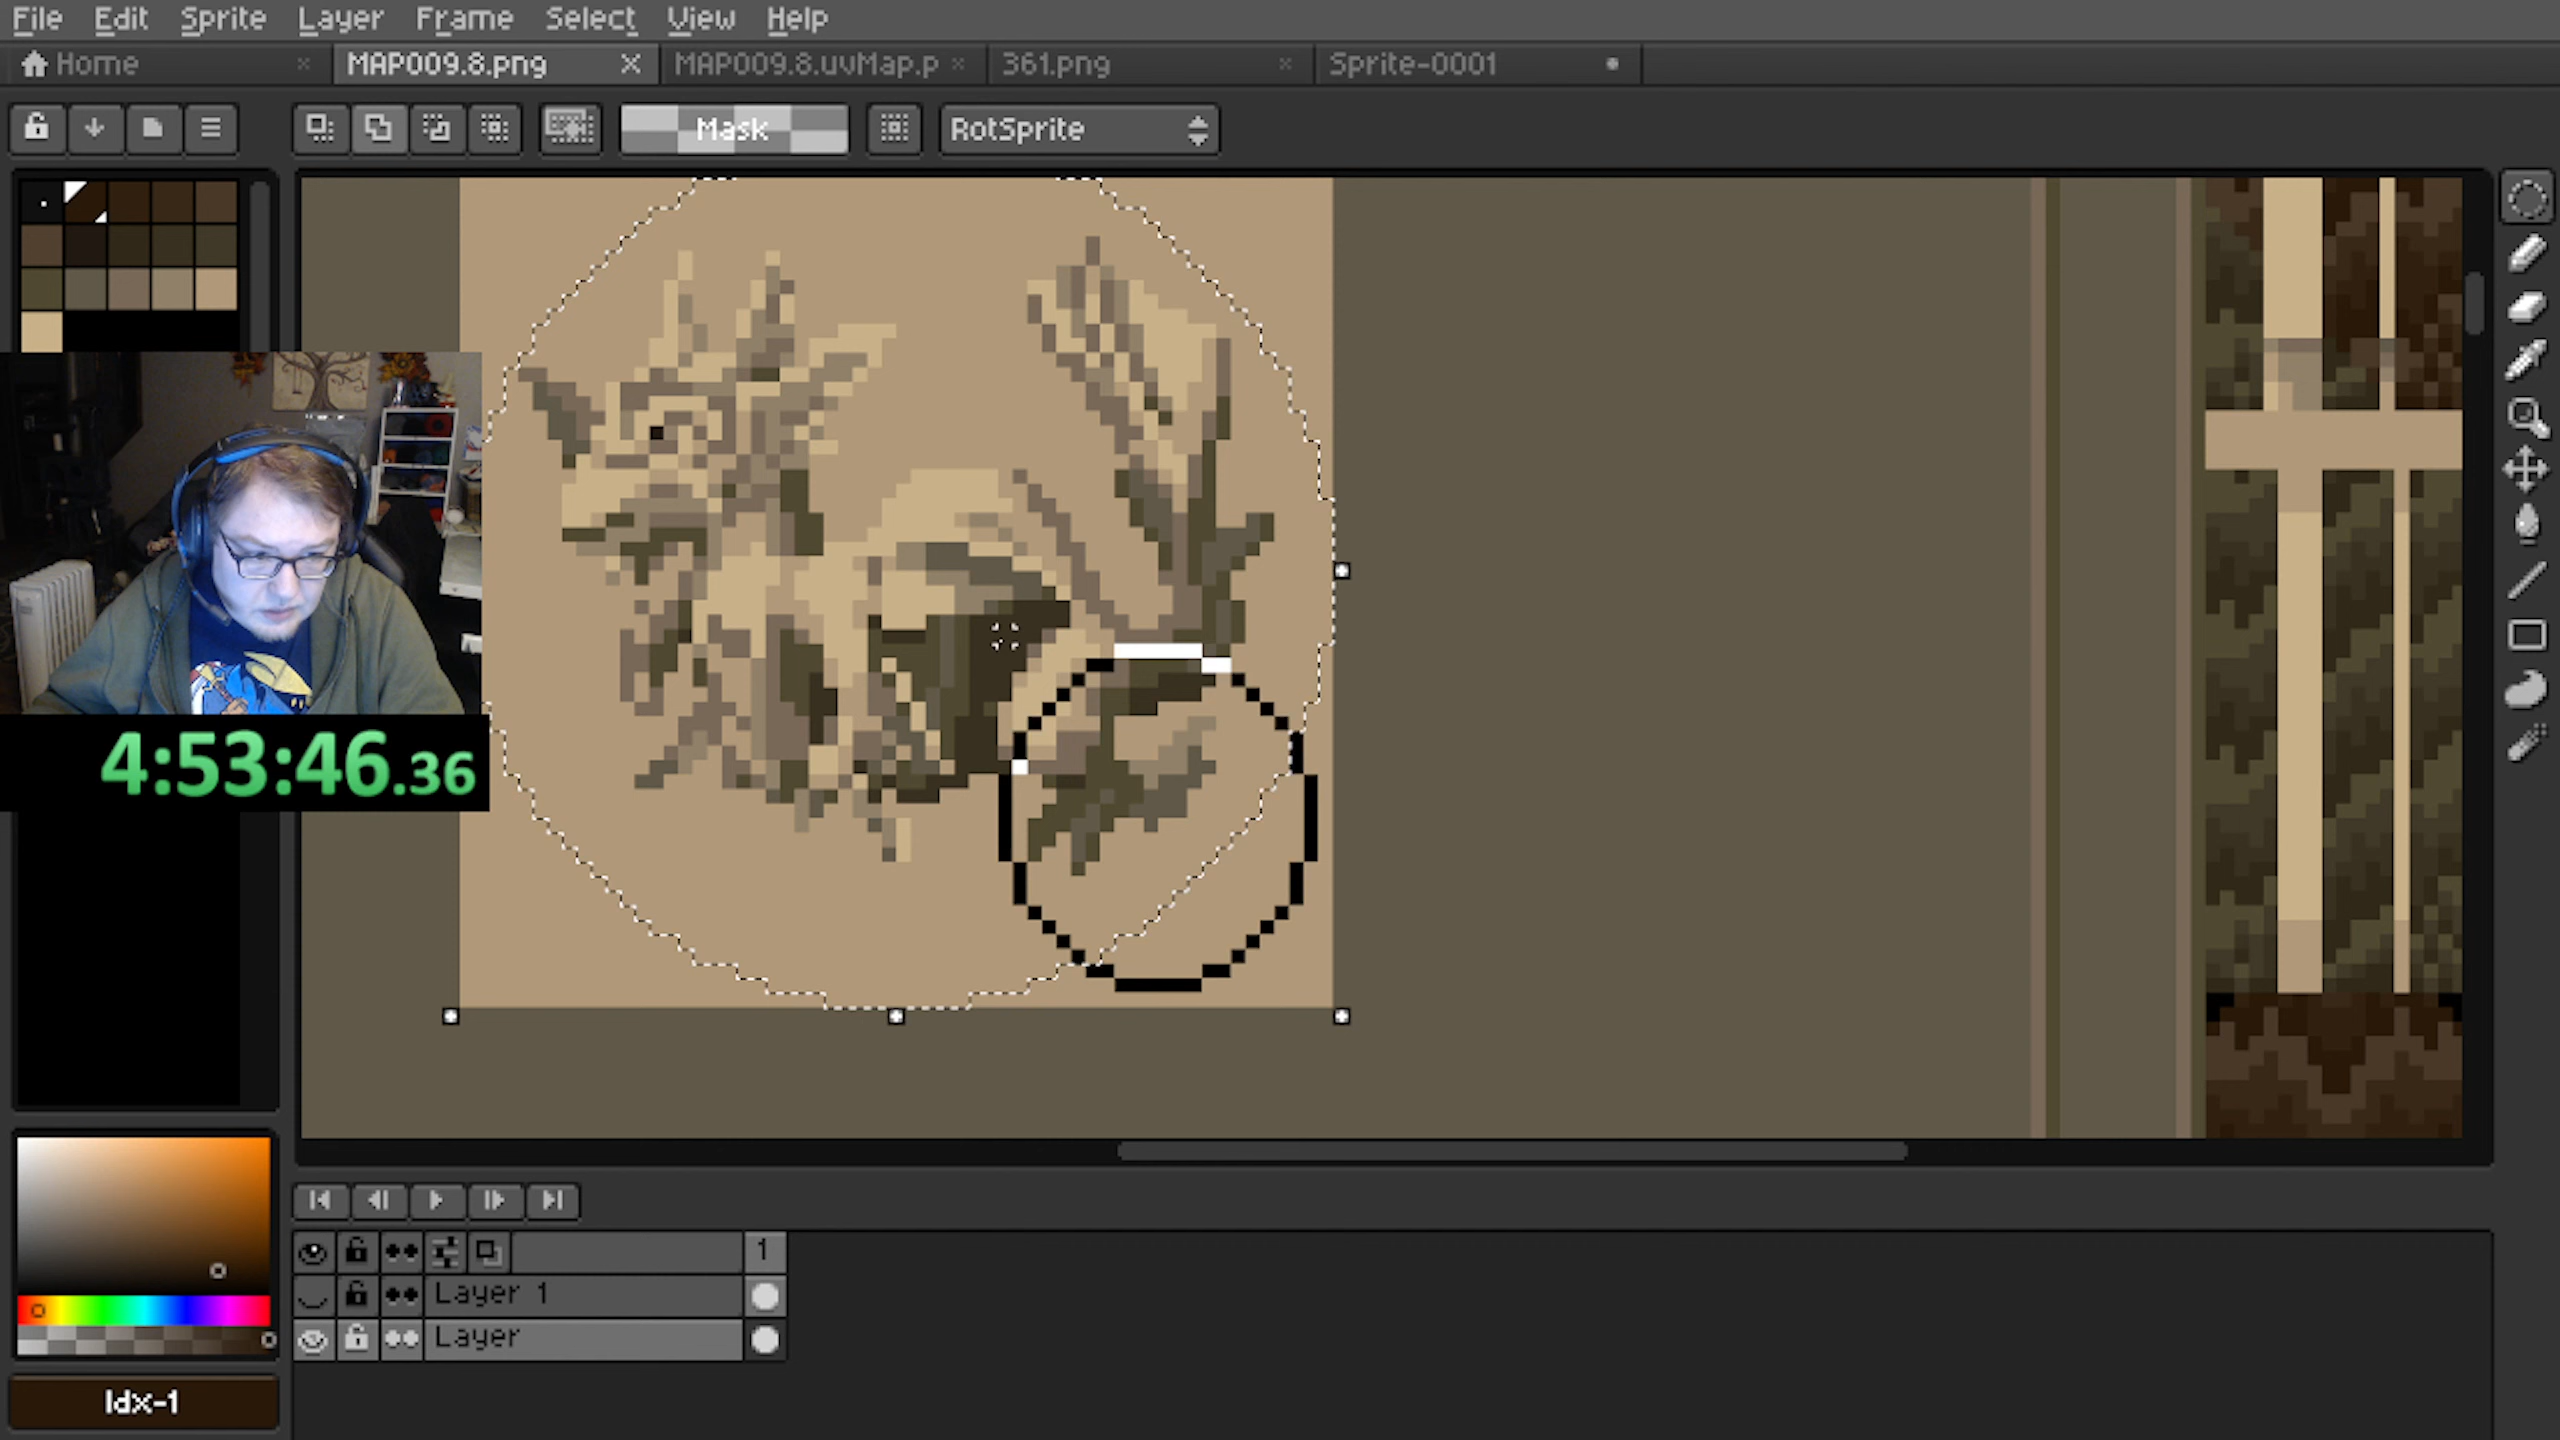 File Edit Sprite Layer Frame Select View Help
Home MAP009.8.png MAP009.8.uvMap.p 361.png Sprite-0001
Mask RotSprite
4:53:46.36
1
Layer 1
Layer
Idx-1